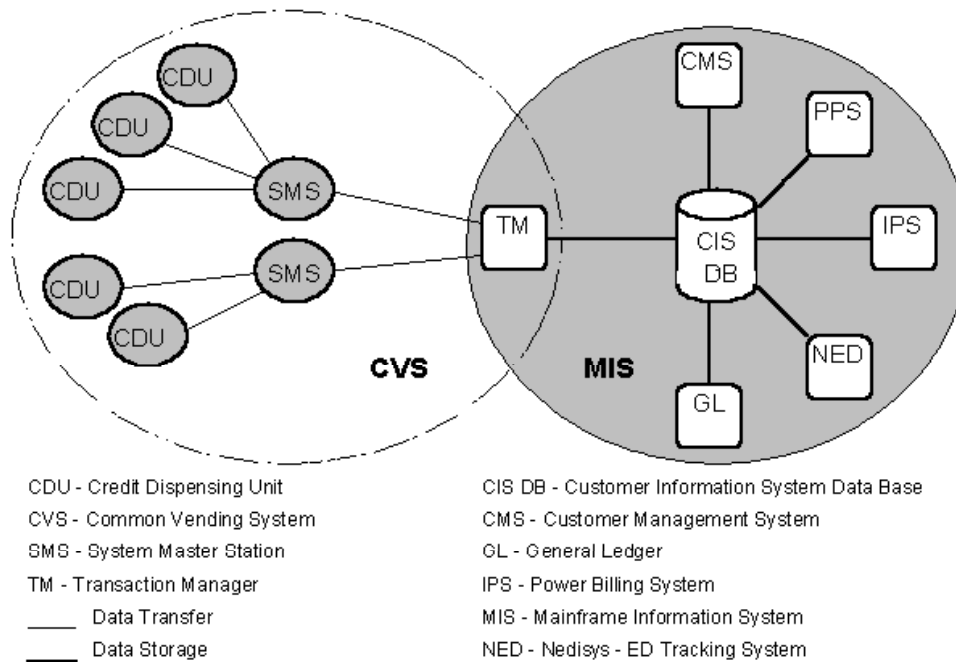 CDU
CMS
CDU
PPS
CDU
SMS
TM
CIS
DB
IPS
CDU
SMS
CDU
NED
CVS
MIS
GL
CDU - Credit Dispensing Unit
CVS - Common Vending System
SMS - System Master Station
TM - Transaction Manager
Data Transfer
Data Storage
CIS DB - Customer Information System Data Base
CMS - Customer Management System
GL - General Ledger
IPS - Power Billing System
MIS - Mainframe Information System
NED - Nedisys - ED Tracking System